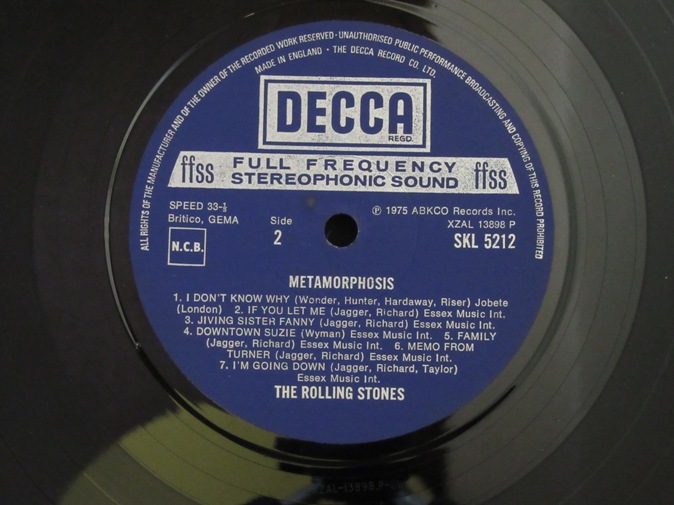 ALL RIGHTS OF THE MANUFACTURER AND OF THE OWNER OF THE RECORDED WORK RESERVED · UNAUTHORISED PUBLIC PERFORMANCE BROADCASTING AND COPYING OF THIS RECORD PROHIBITED
MADE IN ENGLAND · THE DECCA RECORD CO. LTD.
DECCA
REGD.
ffss FULL FREQUENCY ffss
STEREOPHONIC SOUND
SPEED 33-⅓
Britico, GEMA
N.C.B.
Side
2
℗ 1975 ABKCO Records Inc.
XZAL 13898 P
SKL 5212
METAMORPHOSIS
1. I DON'T KNOW WHY (Wonder, Hunter, Hardaway, Riser) Jobete
(London) 2. IF YOU LET ME (Jagger, Richard) Essex Music Int.
3. JIVING SISTER FANNY (Jagger, Richard) Essex Music Int.
4. DOWNTOWN SUZIE (Wyman) Essex Music Int. 5. FAMILY
(Jagger, Richard) Essex Music Int. 6. MEMO FROM
TURNER (Jagger, Richard) Essex Music Int.
7. I'M GOING DOWN (Jagger, Richard, Taylor)
Essex Music Int.
THE ROLLING STONES